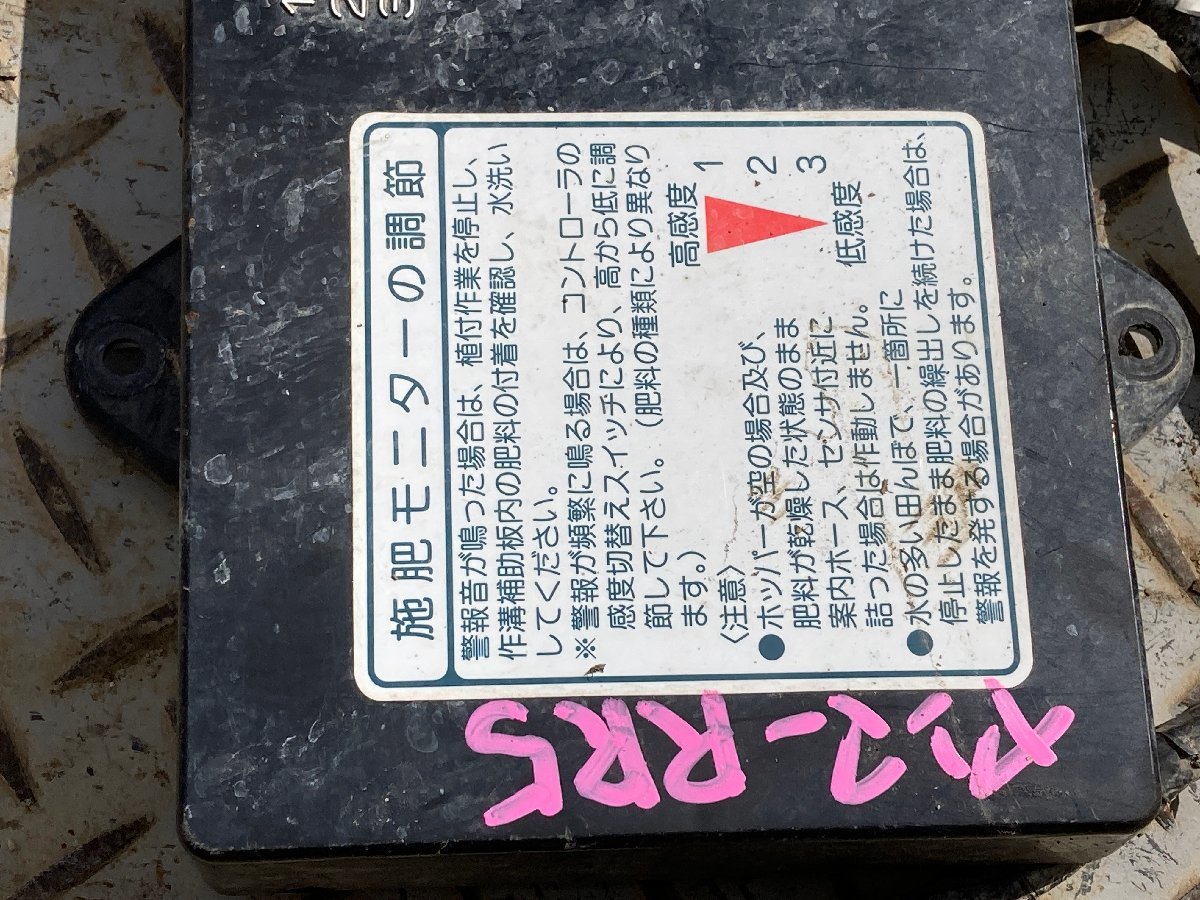 1
2
3
施肥モニターの調節
警報音が鳴った場合は、植付作業を停止し、
作溝補助板内の肥料の付着を確認し、水洗い
してください。
※警報が頻繁に鳴る場合は、コントローラの
感度切替えスイッチにより、高から低に調
節して下さい。(肥料の種類により異なり
ます。)
高感度 1
2
3
低感度
〈注意〉
●ホッパーが空の場合及び、
肥料が乾燥した状態のまま
案内ホース、センサ付近に
詰った場合は作動しません。
●水の多い田んぼで、一箇所に
停止したまま肥料の繰出しを続けた場合は、
警報を発する場合があります。